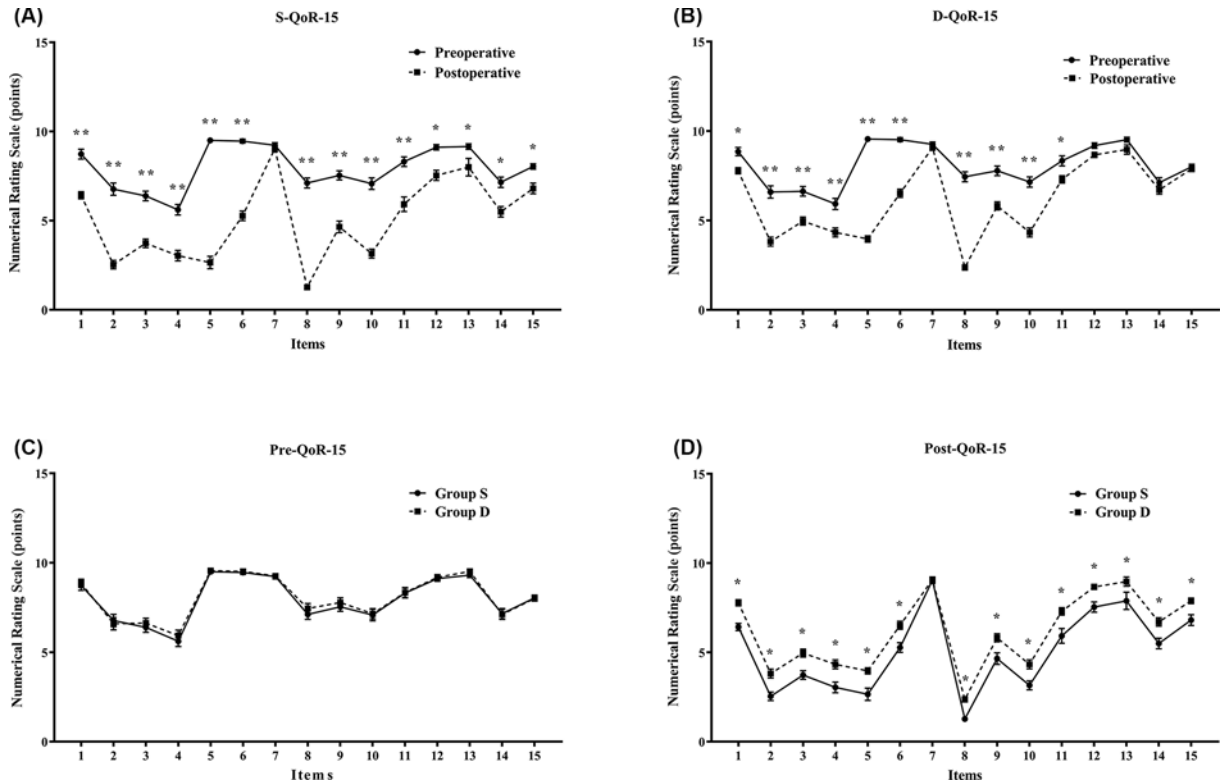 (A)
S-QoR-15
Numerical Rating Scale (points)
15
10
5
0
Preoperative
Postoperative
** ** ** ** ** ** ** ** ** ** * * * *
1 2 3 4 5 6 7 8 9 10 11 12 13 14 15
Items
(B)
D-QoR-15
Numerical Rating Scale (points)
15
10
5
0
Preoperative
Postoperative
* ** ** ** ** ** ** ** ** *
1 2 3 4 5 6 7 8 9 10 11 12 13 14 15
Items
(C)
Pre-QoR-15
Numerical Rating Scale (points)
15
10
5
0
Group S
Group D
1 2 3 4 5 6 7 8 9 10 11 12 13 14 15
Items
(D)
Post-QoR-15
Numerical Rating Scale (points)
15
10
5
0
Group S
Group D
* * * * * * * * * * * * * *
1 2 3 4 5 6 7 8 9 10 11 12 13 14 15
Items